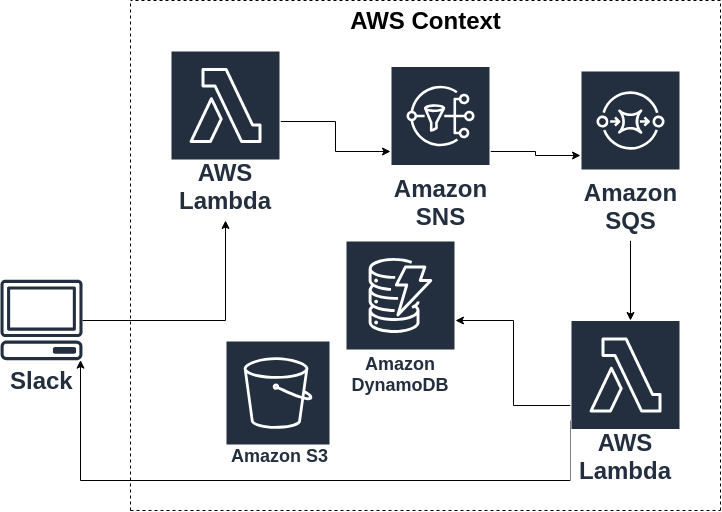 AWS Context
AWS
Lambda
Amazon
SNS
Amazon
SQS
Slack
Amazon
DynamoDB
Amazon S3
AWS
Lambda